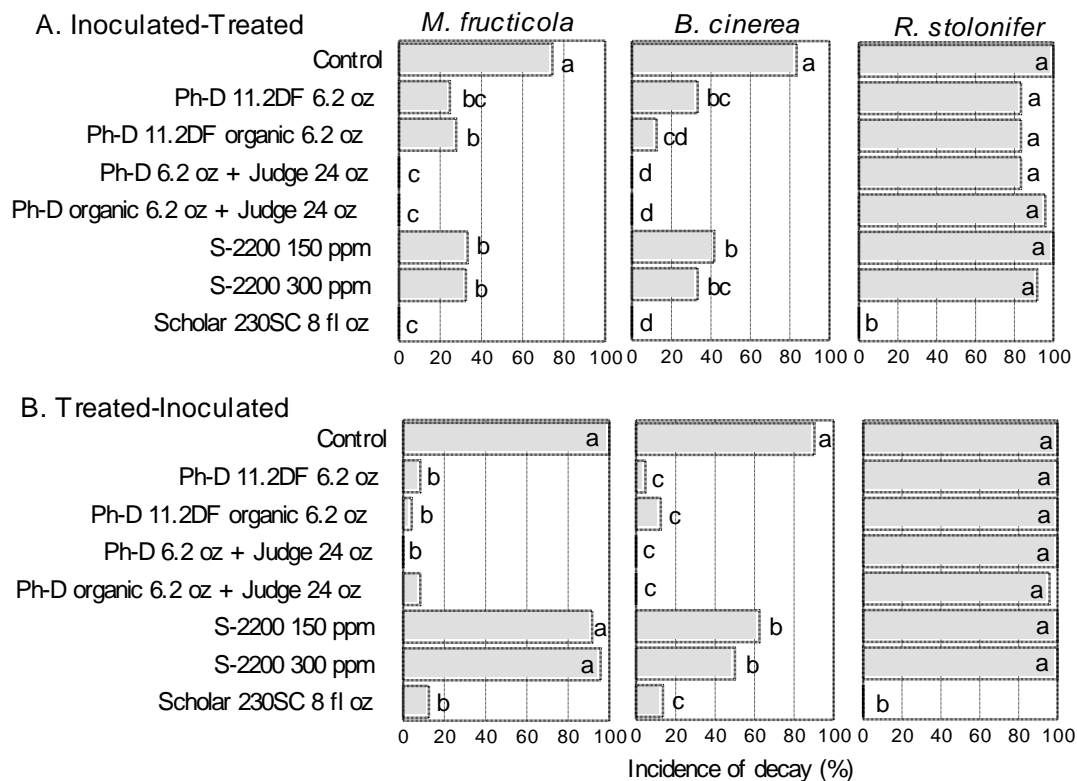 A. Inoculated-Treated
M. fructicola B. cinerea R. stolonifer
Control a a a
Ph-D 11.2DF 6.2 oz bc bc a
Ph-D 11.2DF organic 6.2 oz b cd a
Ph-D 6.2 oz + Judge 24 oz c d a
Ph-D organic 6.2 oz + Judge 24 oz c d a
S-2200 150 ppm b b a
S-2200 300 ppm b bc a
Scholar 230SC 8 fl oz c d b
0 20 40 60 80 100 0 20 40 60 80 100 0 20 40 60 80 100
B. Treated-Inoculated
Control a a a
Ph-D 11.2DF 6.2 oz b c a
Ph-D 11.2DF organic 6.2 oz b c a
Ph-D 6.2 oz + Judge 24 oz b c a
Ph-D organic 6.2 oz + Judge 24 oz c a
S-2200 150 ppm a b a
S-2200 300 ppm a b a
Scholar 230SC 8 fl oz b c b
0 20 40 60 80 100 0 20 40 60 80 100 0 20 40 60 80 100
Incidence of decay (%)